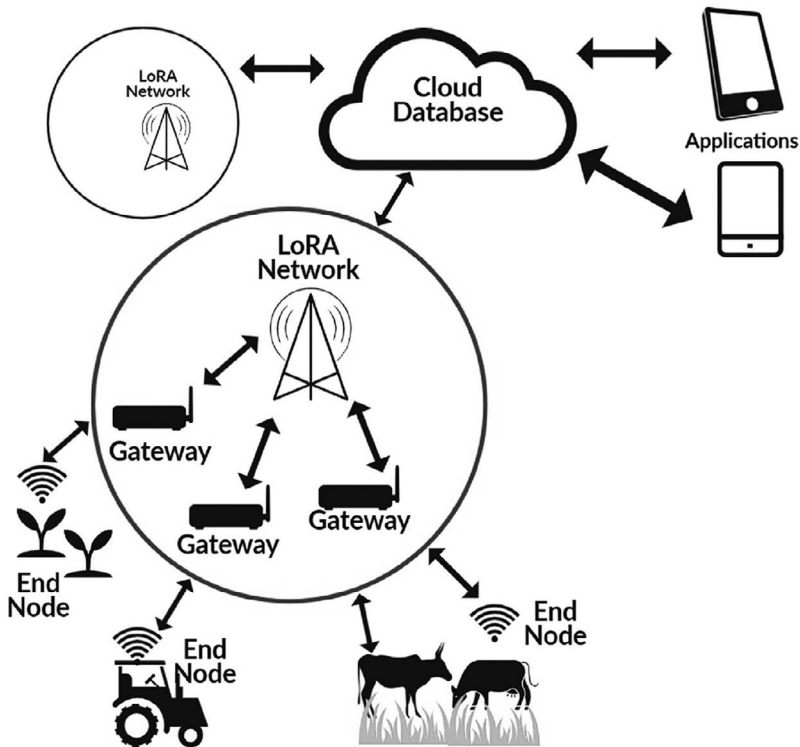 LoRA
Network
Cloud
Database
Applications
LoRA
Network
Gateway
Gateway
Gateway
End
Node
End
Node
End
Node